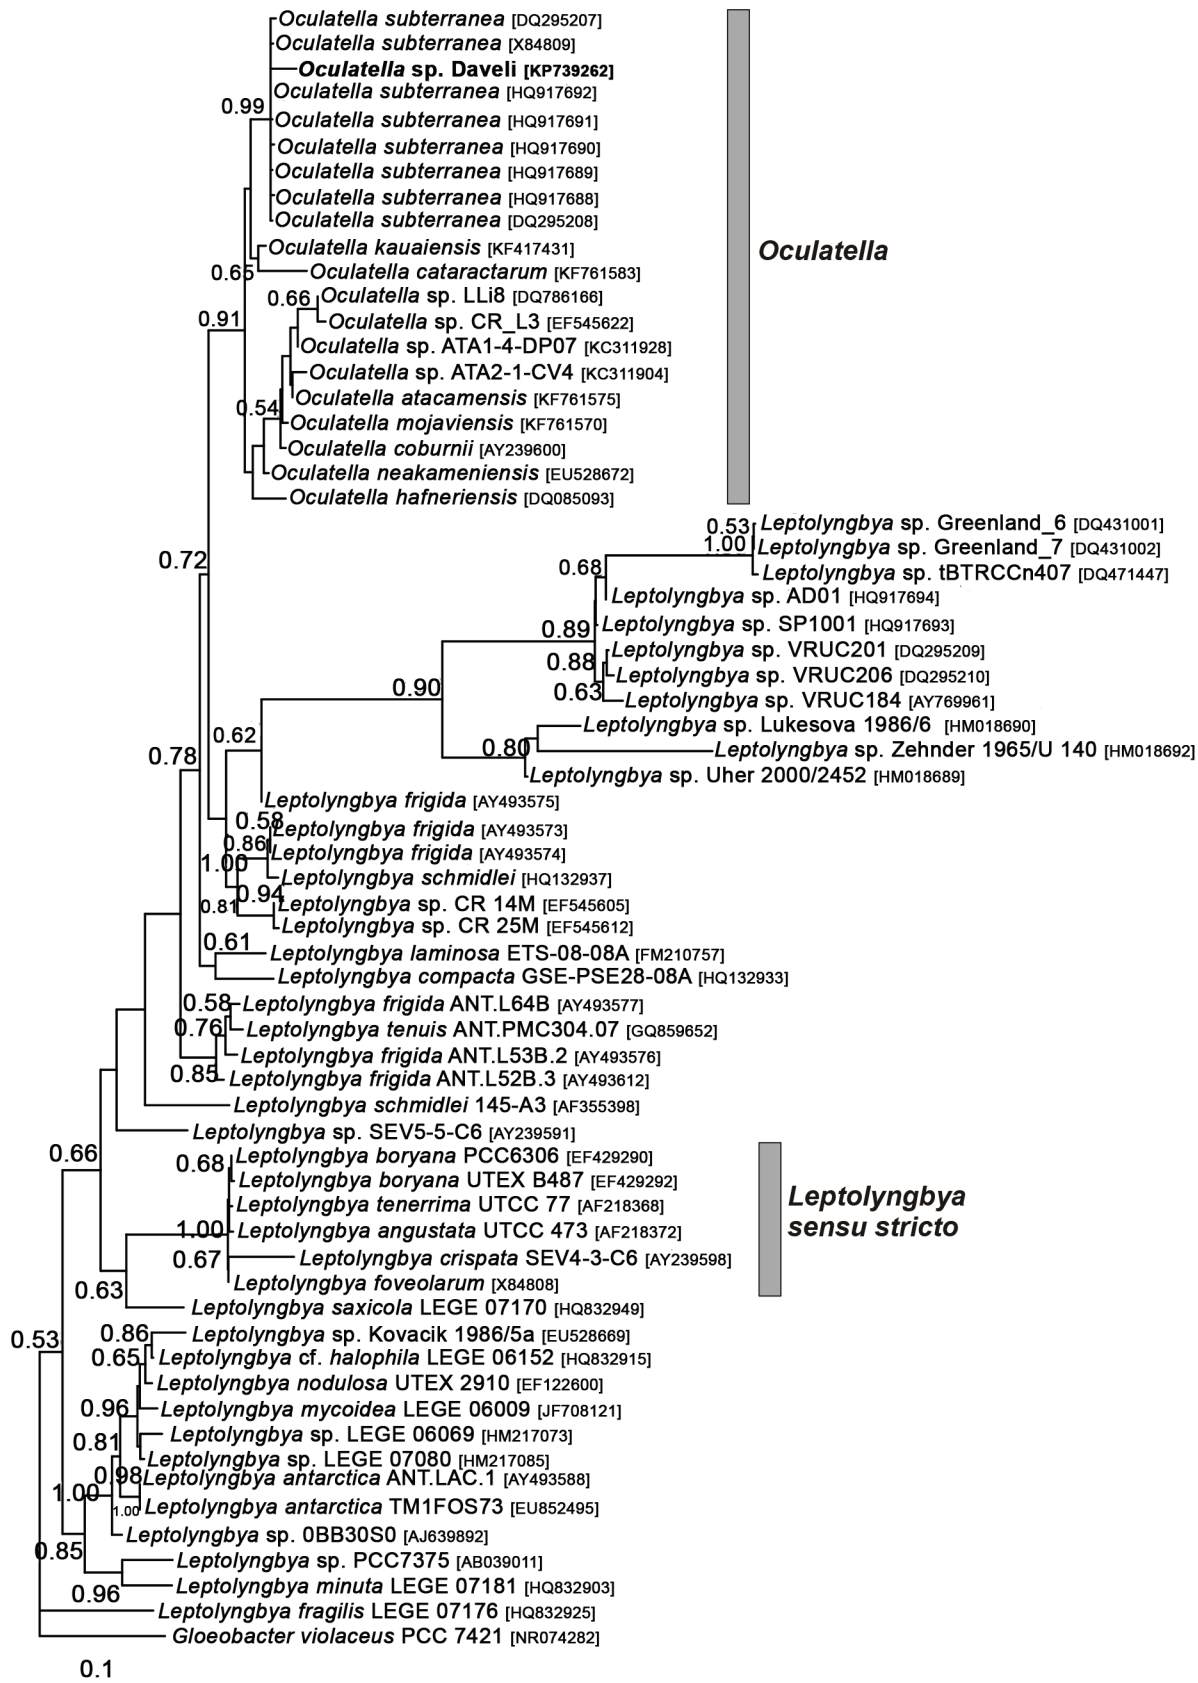 Oculatella subterranea [DQ295207]
Oculatella subterranea [X84809]
Oculatella sp. Daveli [KP739262]
Oculatella subterranea [HQ917692]
0.99
Oculatella subterranea [HQ917691]
Oculatella subterranea [HQ917690]
Oculatella subterranea [HQ917689]
Oculatella subterranea [HQ917688]
Oculatella subterranea [DQ295208]
Oculatella kauaiensis [KF417431]
Oculatella
0.65
Oculatella cataractarum [KF761583]
0.66
Oculatella sp. LLi8 [DQ786166]
0.91
Oculatella sp. CR_L3 [EF545622]
Oculatella sp. ATA1-4-DP07 [KC311928]
Oculatella sp. ATA2-1-CV4 [KC311904]
Oculatella atacamensis [KF761575]
0.54
Oculatella mojaviensis [KF761570]
Oculatella coburnii [AY239600]
Oculatella neakameniensis [EU528672]
Oculatella hafneriensis [DQ085093]
0.53
Leptolyngbya sp. Greenland_6 [DQ431001]
1.00
Leptolyngbya sp. Greenland_7 [DQ431002]
0.72
0.68
Leptolyngbya sp. tBTRCCn407 [DQ471447]
Leptolyngbya sp. AD01 [HQ917694]
0.89
Leptolyngbya sp. SP1001 [HQ917693]
Leptolyngbya sp. VRUC201 [DQ295209]
0.88
Leptolyngbya sp. VRUC206 [DQ295210]
0.90
0.63
Leptolyngbya sp. VRUC184 [AY769961]
Leptolyngbya sp. Lukesova 1986/6 [HM018690]
0.62
0.80
Leptolyngbya sp. Zehnder 1965/U 140 [HM018692]
0.78
Leptolyngbya sp. Uher 2000/2452 [HM018689]
Leptolyngbya frigida [AY493575]
0.58
Leptolyngbya frigida [AY493573]
0.86
Leptolyngbya frigida [AY493574]
1.00
Leptolyngbya schmidlei [HQ132937]
0.94
0.81
Leptolyngbya sp. CR 14M [EF545605]
Leptolyngbya sp. CR 25M [EF545612]
0.61
Leptolyngbya laminosa ETS-08-08A [FM210757]
Leptolyngbya compacta GSE-PSE28-08A [HQ132933]
0.58
Leptolyngbya frigida ANT.L64B [AY493577]
0.76
Leptolyngbya tenuis ANT.PMC304.07 [GQ859652]
Leptolyngbya frigida ANT.L53B.2 [AY493576]
0.85
Leptolyngbya frigida ANT.L52B.3 [AY493612]
Leptolyngbya schmidlei 145-A3 [AF355398]
Leptolyngbya sp. SEV5-5-C6 [AY239591]
0.66
0.68
Leptolyngbya boryana PCC6306 [EF429290]
Leptolyngbya boryana UTEX B487 [EF429292]
Leptolyngbya
sensu stricto
Leptolyngbya tenerrima UTCC 77 [AF218368]
1.00
Leptolyngbya angustata UTCC 473 [AF218372]
0.67
Leptolyngbya crispata SEV4-3-C6 [AY239598]
0.63
Leptolyngbya foveolarum [X84808]
Leptolyngbya saxicola LEGE 07170 [HQ832949]
0.53
0.86
Leptolyngbya sp. Kovacik 1986/5a [EU528669]
0.65
Leptolyngbya cf. halophila LEGE 06152 [HQ832915]
Leptolyngbya nodulosa UTEX 2910 [EF122600]
0.96
Leptolyngbya mycoidea LEGE 06009 [JF708121]
0.81
Leptolyngbya sp. LEGE 06069 [HM217073]
Leptolyngbya sp. LEGE 07080 [HM217085]
0.98
Leptolyngbya antarctica ANT.LAC.1 [AY493588]
1.00
1.00
Leptolyngbya antarctica TM1FOS73 [EU852495]
Leptolyngbya sp. 0BB30S0 [AJ639892]
0.85
Leptolyngbya sp. PCC7375 [AB039011]
0.96
Leptolyngbya minuta LEGE 07181 [HQ832903]
Leptolyngbya fragilis LEGE 07176 [HQ832925]
Gloeobacter violaceus PCC 7421 [NR074282]
0.1